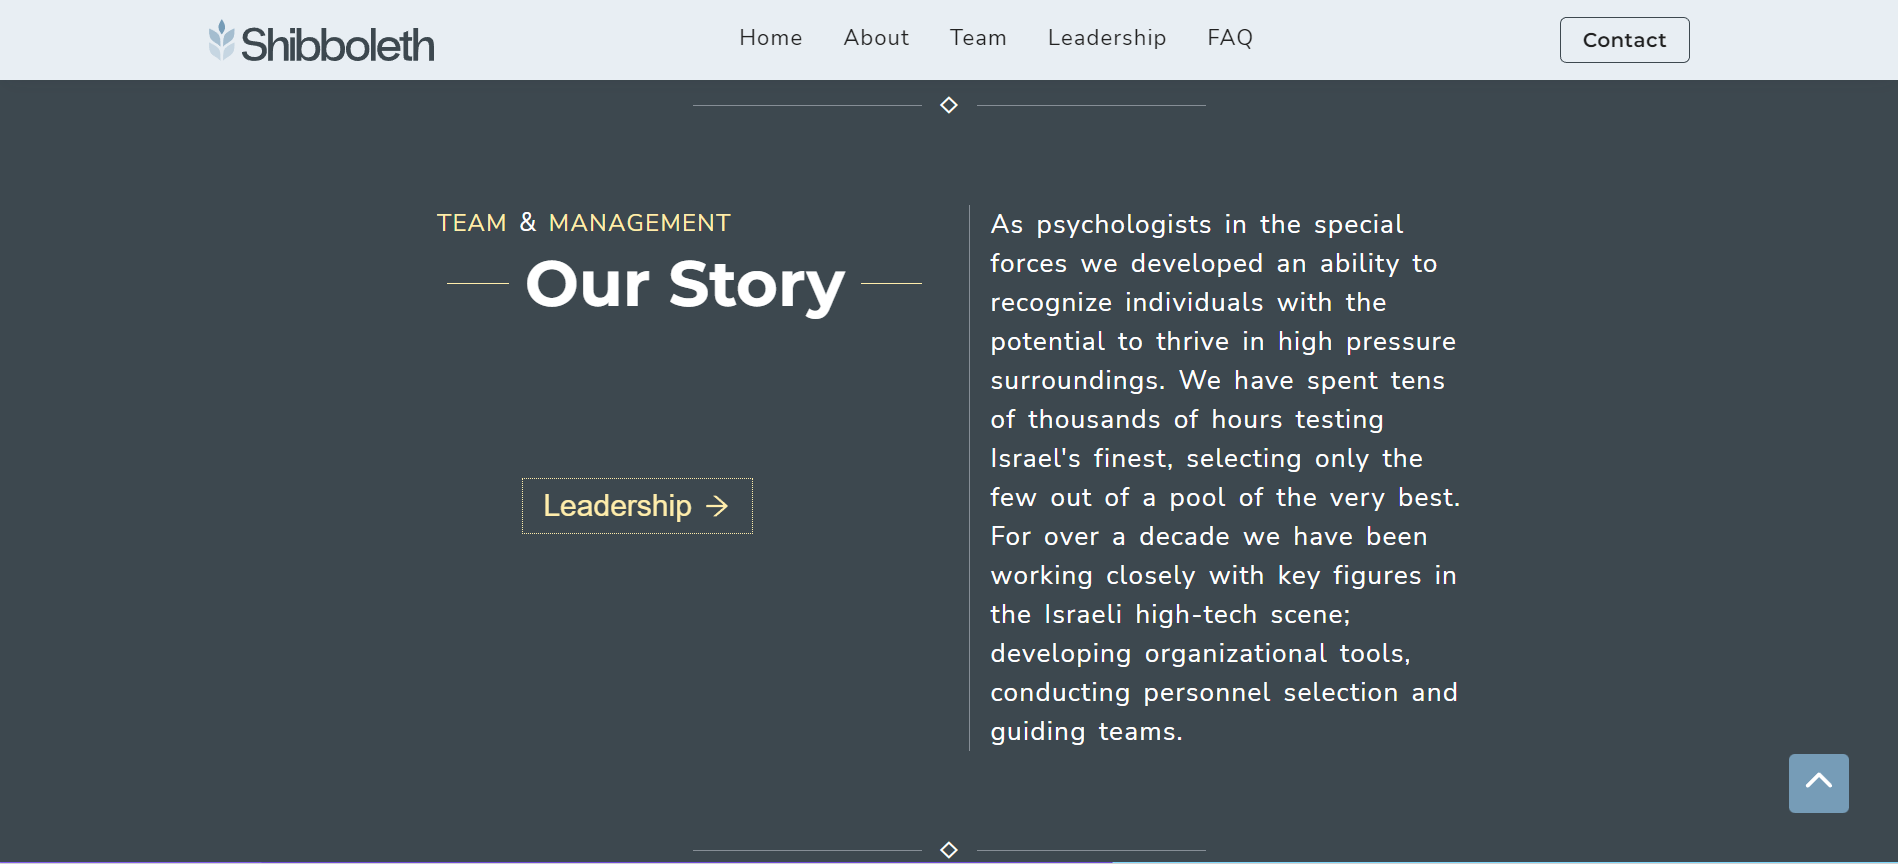 Shibboleth
Home About Team Leadership FAQ
Contact
TEAM & MANAGEMENT
Our Story
Leadership →
As psychologists in the special
forces we developed an ability to
recognize individuals with the
potential to thrive in high pressure
surroundings. We have spent tens
of thousands of hours testing
Israel's finest, selecting only the
few out of a pool of the very best.
For over a decade we have been
working closely with key figures in
the Israeli high-tech scene;
developing organizational tools,
conducting personnel selection and
guiding teams.